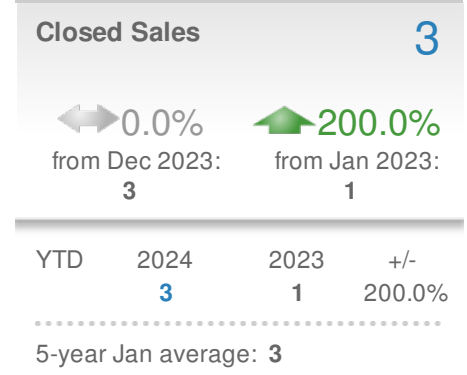 Closed Sales 3
0.0% 200.0%
from Dec 2023: from Jan 2023:
3 1
YTD 2024 2023 +/-
3 1 200.0%
5-year Jan average: 3